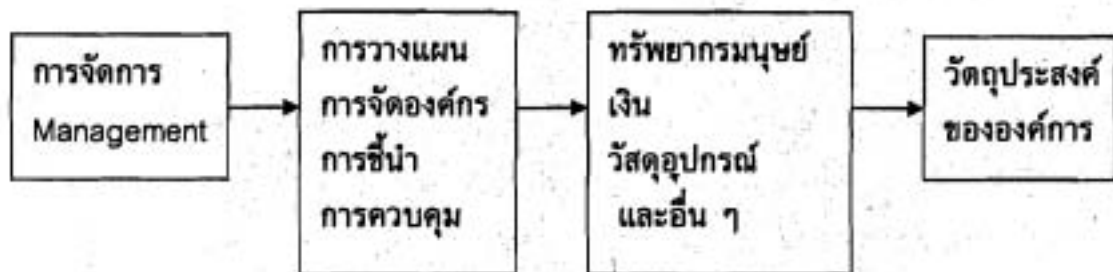 การจัดการ
Management
การวางแผน
การจัดองค์กร
การชี้นำ
การควบคุม
ทรัพยากรมนุษย์
เงิน
วัสดุอุปกรณ์
และอื่น ๆ
วัตถุประสงค์
ขององค์การ